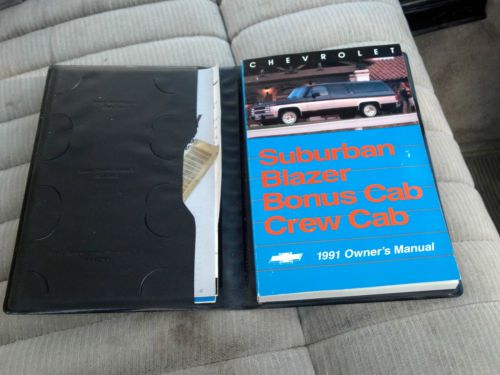 CHEVROLET
Suburban
Blazer
Bonus Cab
Crew Cab
1991 Owner's Manual